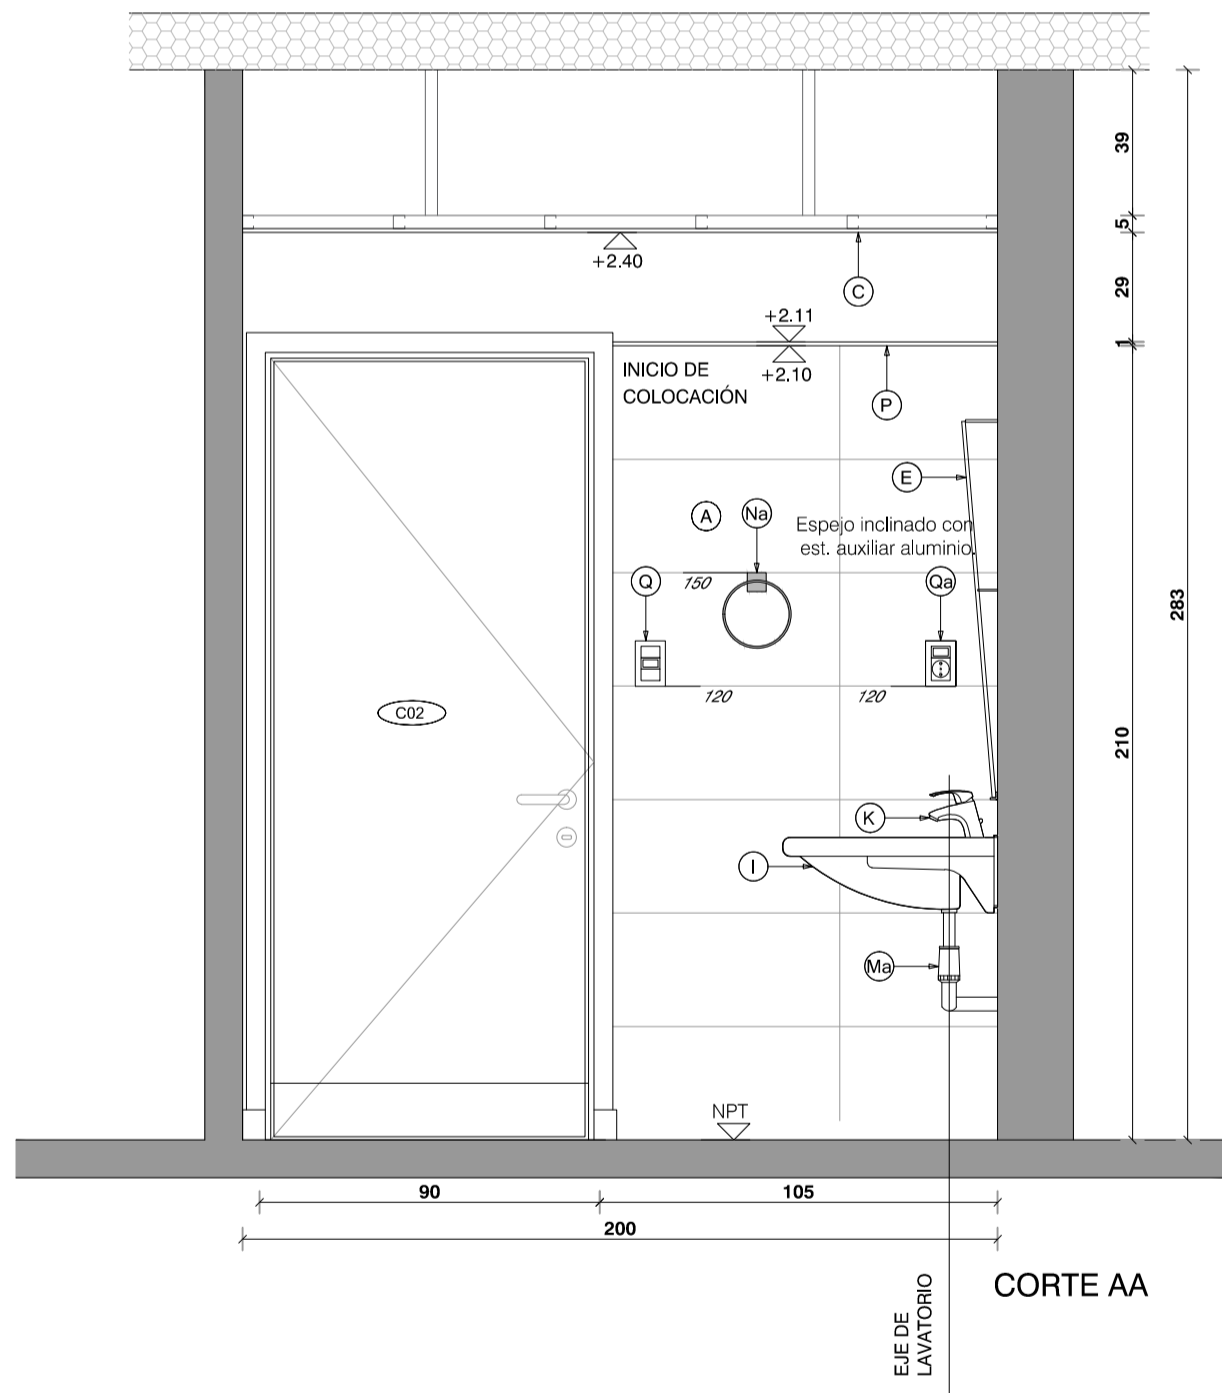 39
5
+2.40
C
29
+2.11
1
+2.10
INICIO DE
COLOCACIÓN
P
E
A
Na
Espejo inclinado con
est. auxiliar aluminio.
Q
150
Qa
283
120
120
C02
210
K
I
Ma
NPT
90
105
200
CORTE AA
EJE DE
LAVATORIO